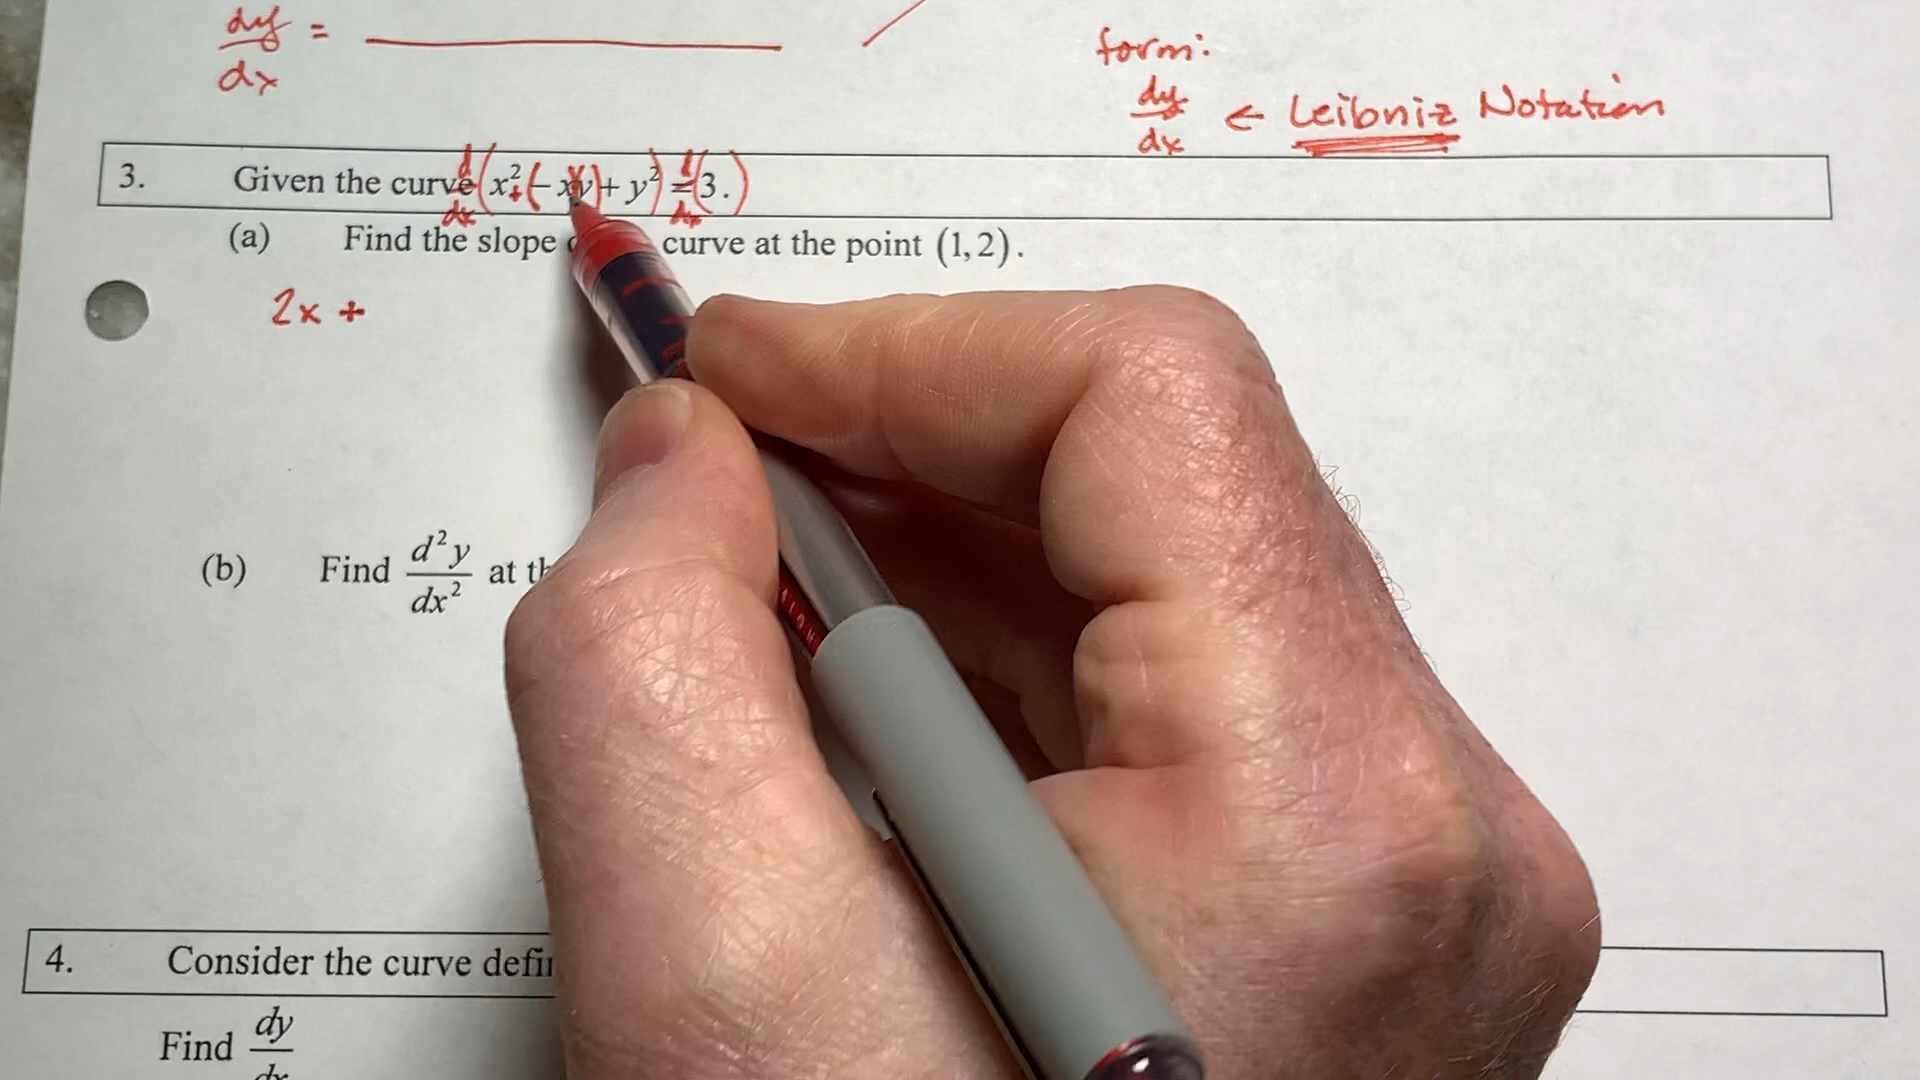 dy/dx = 
form:
dy/dx ← Leibniz Notation
3. Given the curve d/dx (x² + (- xy) + y²) = d/dx (3.)
(a) Find the slope curve at the point (1, 2).
2x +
(b) Find d²y/dx² at
4. Consider the curve
Find dy/dx